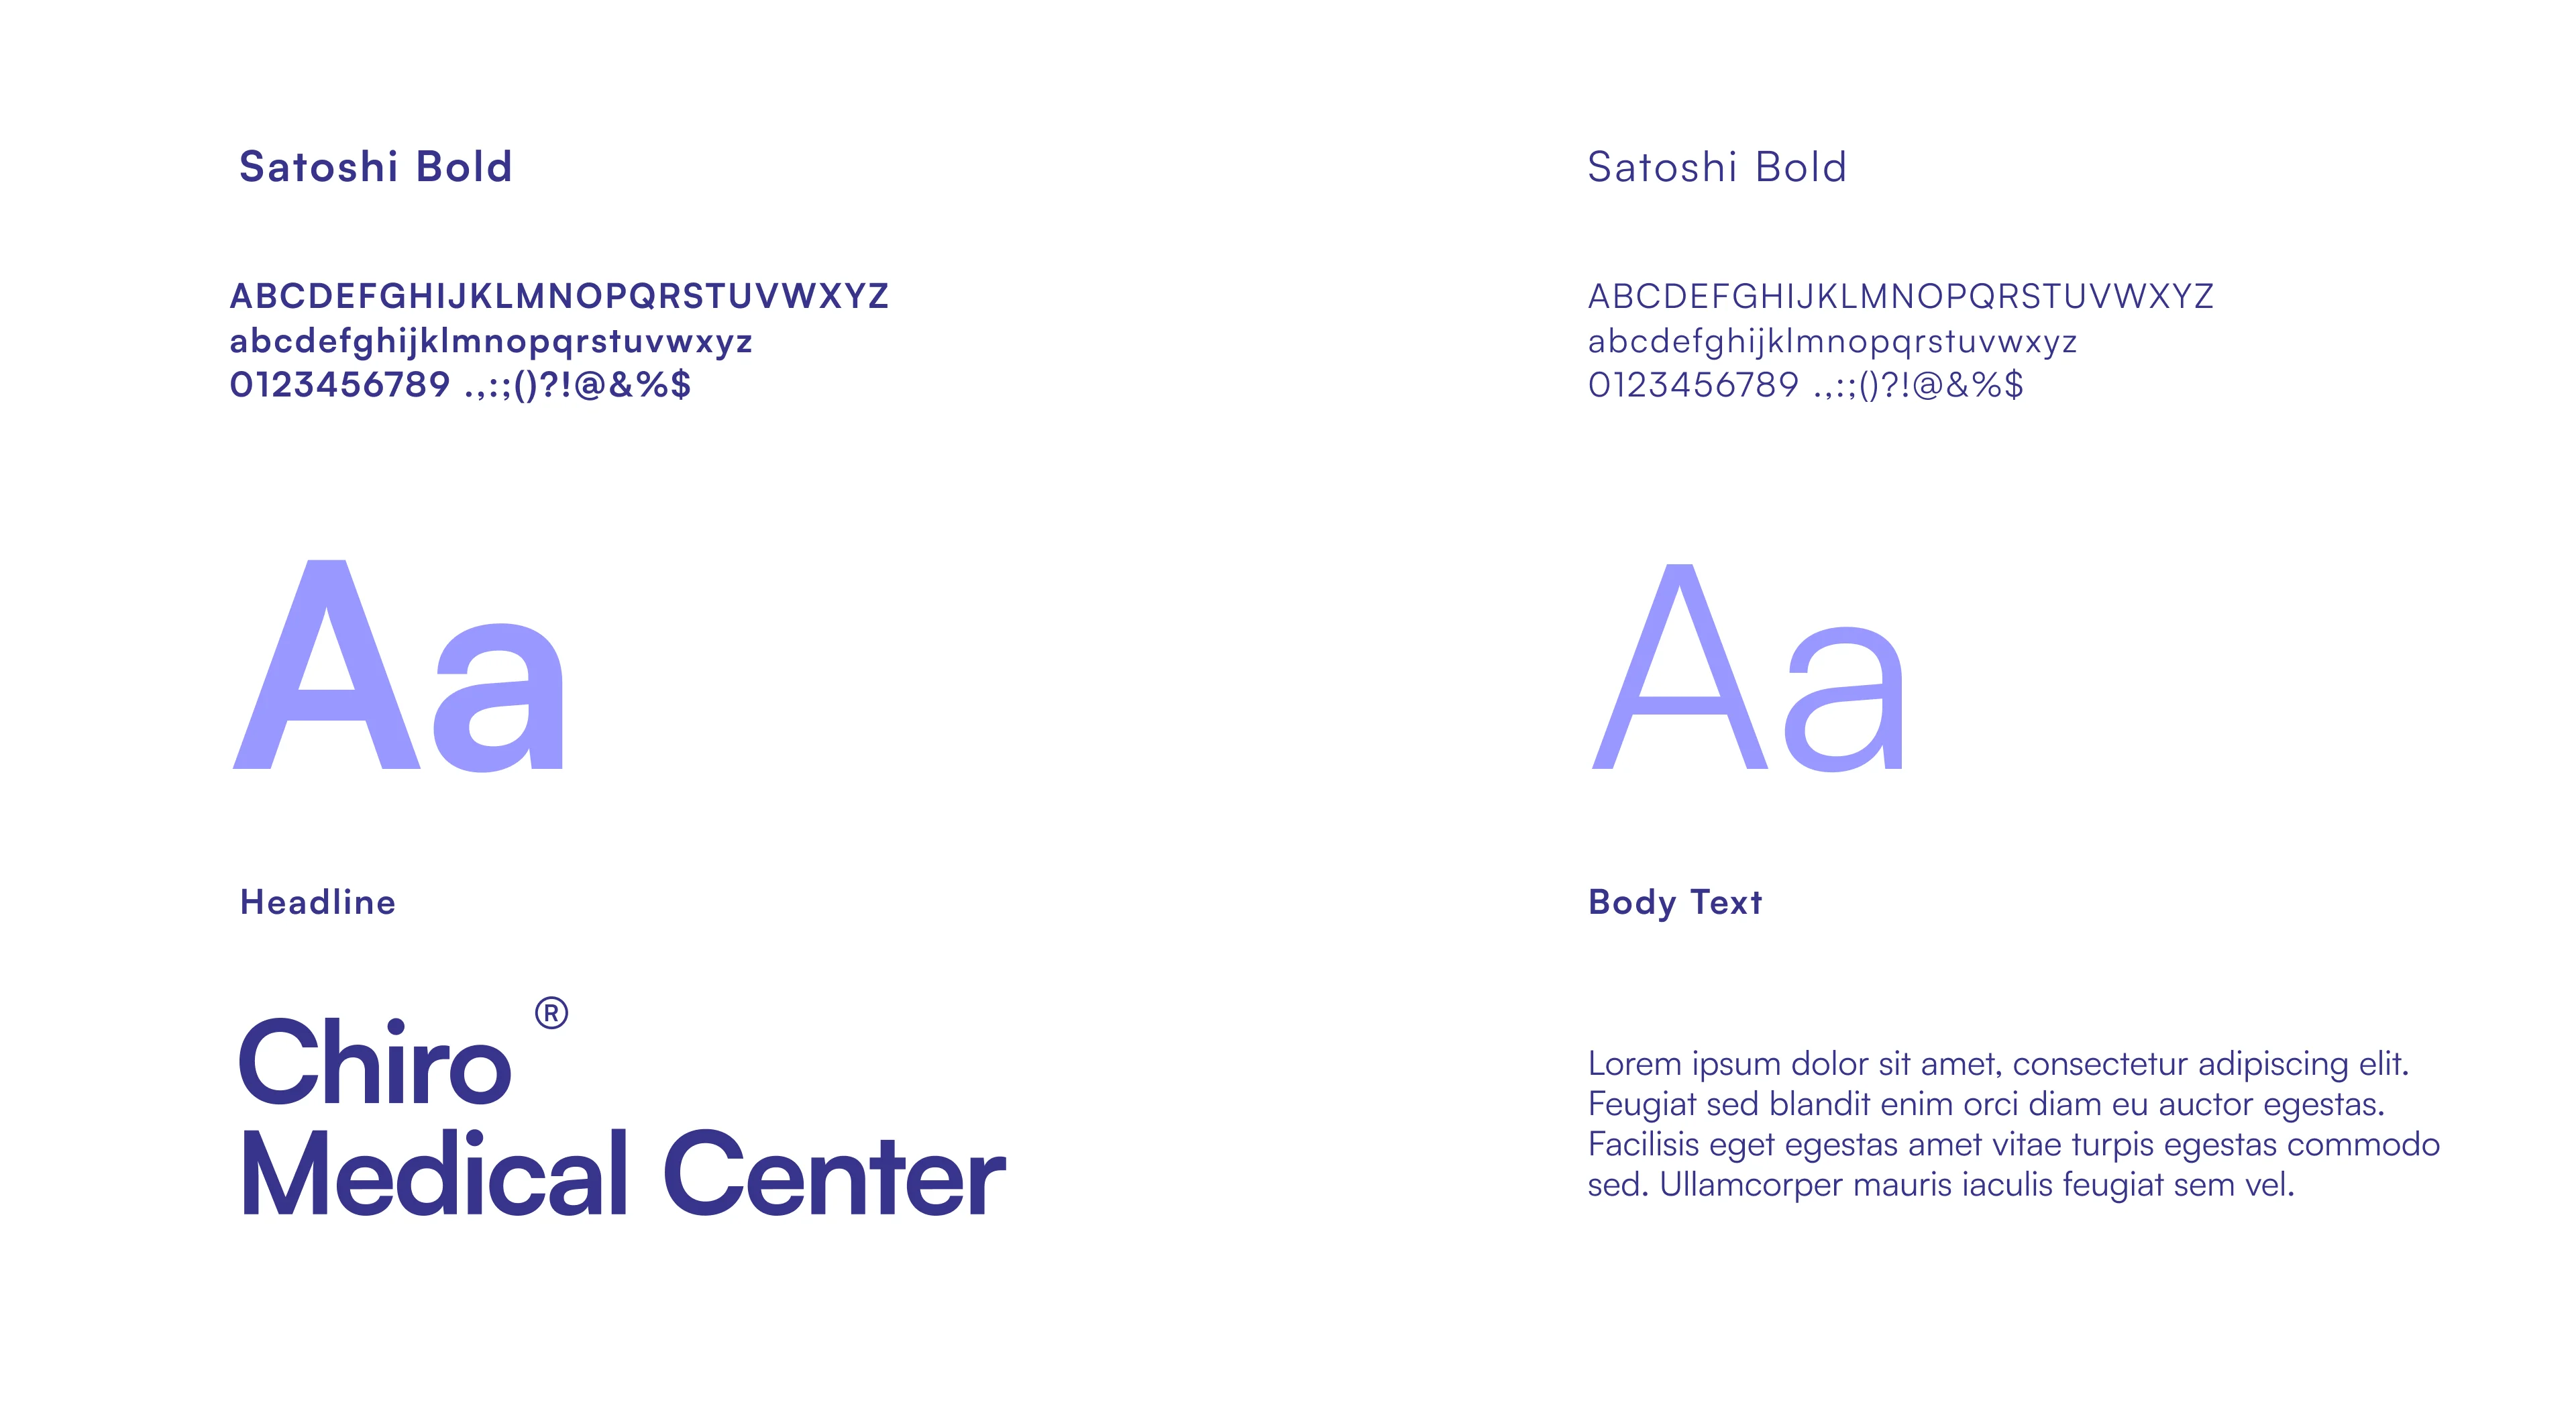 Satoshi Bold
ABCDEFGHIJKLMNOPQRSTUVWXYZ
abcdefghijklmnopqrstuvwxyz
0123456789 .,:;()?!@&%$
Aa
Headline
Chiro ®
Medical Center
Satoshi Bold
ABCDEFGHIJKLMNOPQRSTUVWXYZ
abcdefghijklmnopqrstuvwxyz
0123456789 .,:;()?!@&%$
Aa
Body Text
Lorem ipsum dolor sit amet, consectetur adipiscing elit.
Feugiat sed blandit enim orci diam eu auctor egestas.
Facilisis eget egestas amet vitae turpis egestas commodo
sed. Ullamcorper mauris iaculis feugiat sem vel.